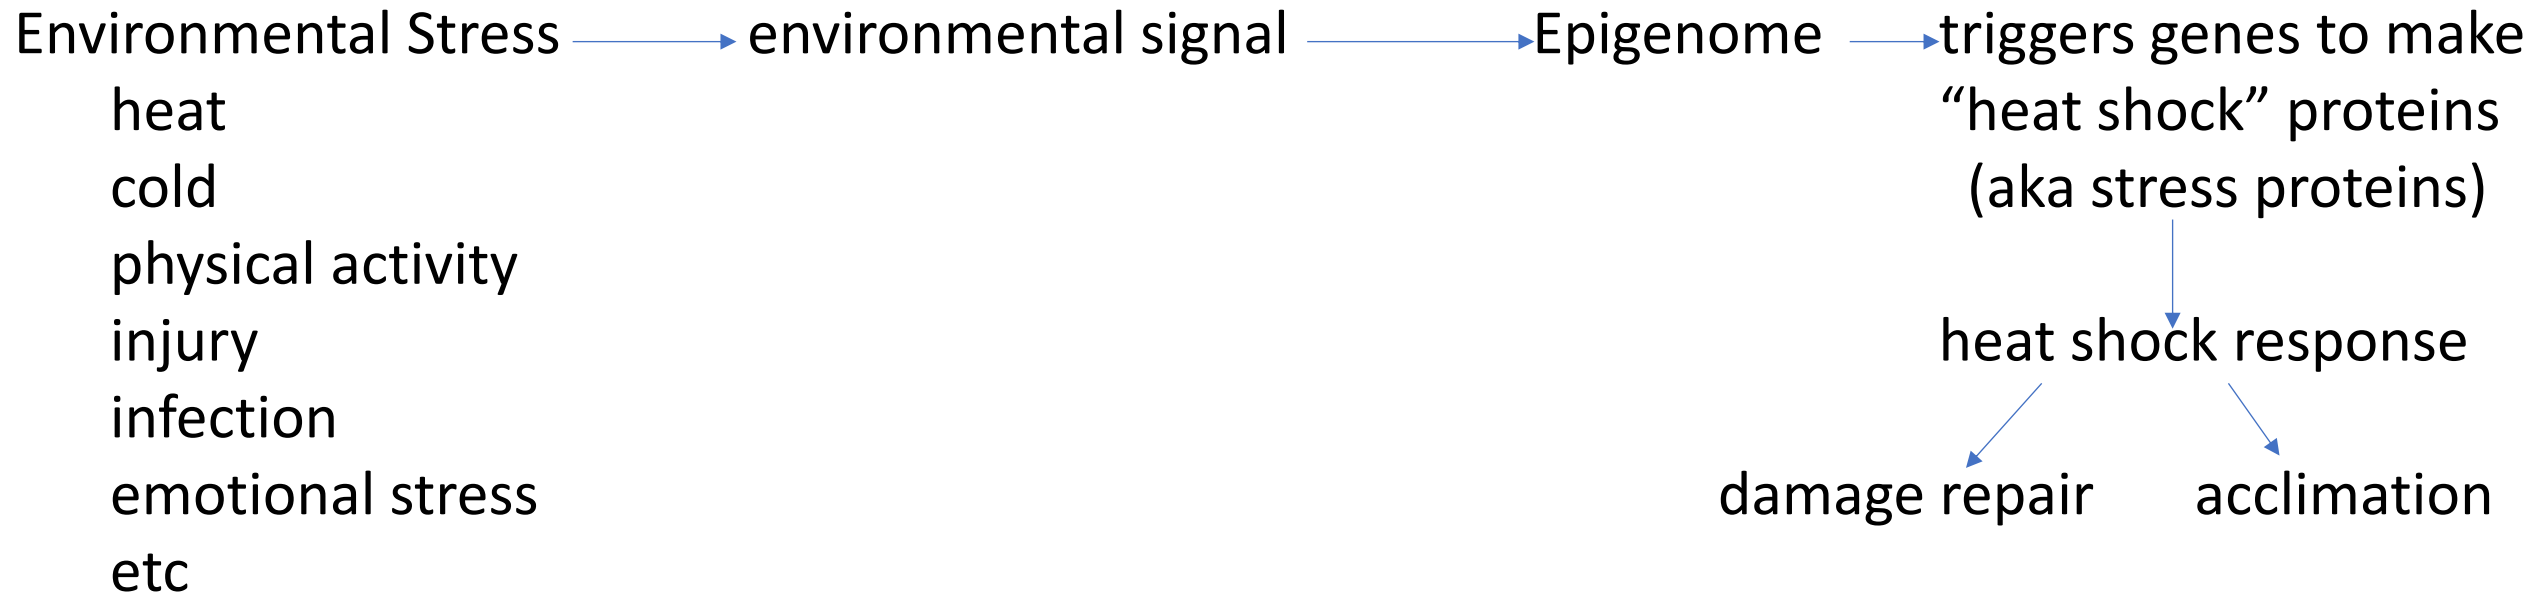 Environmental Stress environmental signal Epigenome triggers genes to make
heat “heat shock” proteins
cold (aka stress proteins)
physical activity
injury heat shock response
infection
emotional stress damage repair acclimation
etc